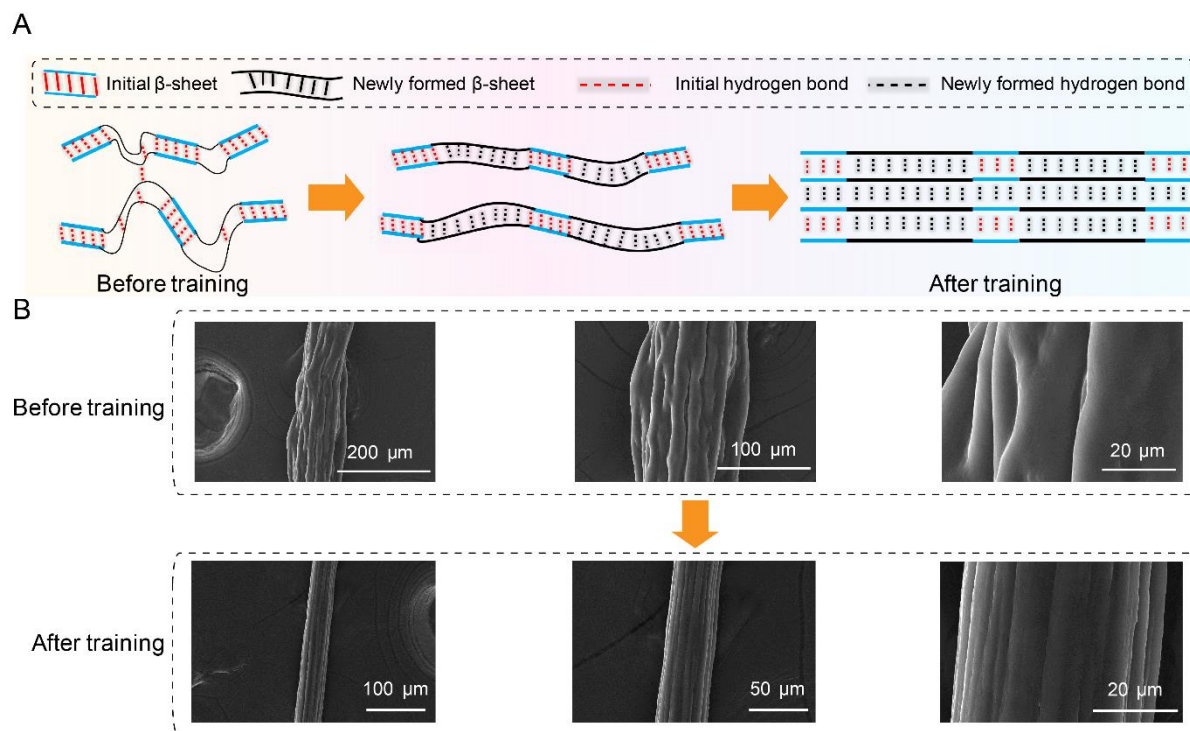 A
Initial β-sheet Newly formed β-sheet Initial hydrogen bond Newly formed hydrogen bond
Before training After training
B
Before training
200 μm
100 μm
20 μm
After training
100 μm
50 μm
20 μm